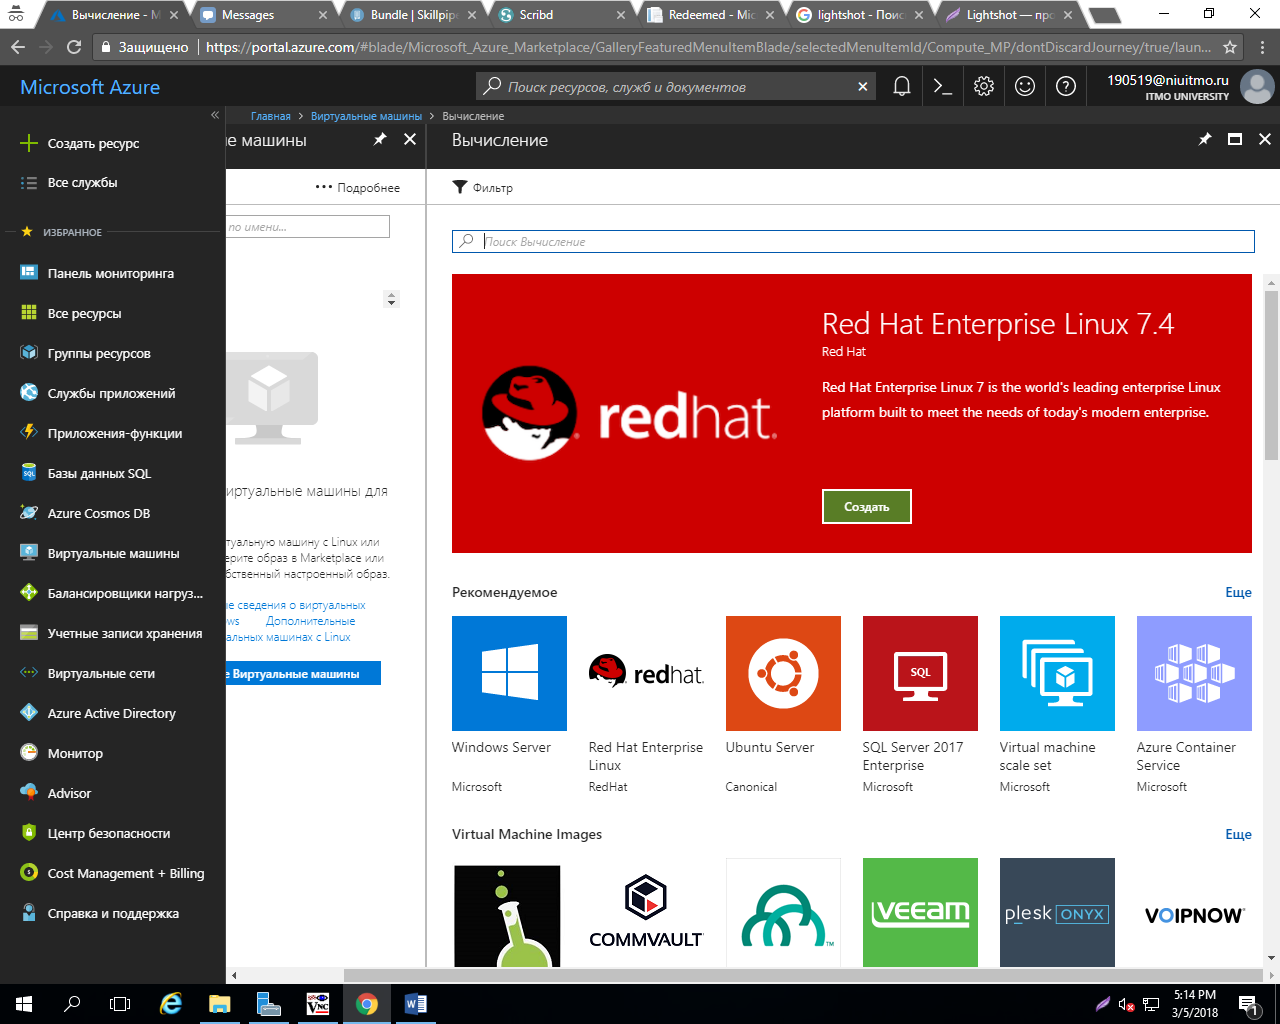 Вычисление - М
Messages
Bundle | Skillpipe
Scribd
Redeemed - Mic
lightshot - Поис
Lightshot — про
Защищено
https://portal.azure.com/#blade/Microsoft_Azure_Marketplace/GalleryFeaturedMenuItemBlade/selectedMenuItemId/Compute_MP/dontDiscardJourney/true/laun...
Microsoft Azure
Поиск ресурсов, служб и документов
190519@niuitmo.ru
ITMO UNIVERSITY
Главная > Виртуальные машины > Вычисление
Создать ресурс
Все службы
ИЗБРАННОЕ
Панель мониторинга
Все ресурсы
Группы ресурсов
Службы приложений
Приложения-функции
Базы данных SQL
Azure Cosmos DB
Виртуальные машины
Балансировщики нагруз...
Учетные записи хранения
Виртуальные сети
Azure Active Directory
Монитор
Advisor
Центр безопасности
Cost Management + Billing
Справка и поддержка
е машины
Подробнее
по имени...
иртуальные машины для
туальную машину с Linux или
ерите образ в Marketplace или
бственный настроенный образ.
ые сведения о виртуальных
ws Дополнительные
альных машинах с Linux
е Виртуальные машины
Вычисление
Фильтр
Поиск Вычисление
redhat.
Red Hat Enterprise Linux 7.4
Red Hat
Red Hat Enterprise Linux 7 is the world's leading enterprise Linux
platform built to meet the needs of today's modern enterprise.
Создать
Рекомендуемое
Еще
redhat.
SQL
Windows Server
Microsoft
Red Hat Enterprise
Linux
RedHat
Ubuntu Server
Canonical
SQL Server 2017
Enterprise
Microsoft
Virtual machine
scale set
Microsoft
Azure Container
Service
Microsoft
Virtual Machine Images
Еще
COMMVAULT
veeam
plesk ONYX
VOIPNOW
5:14 PM
3/5/2018
1